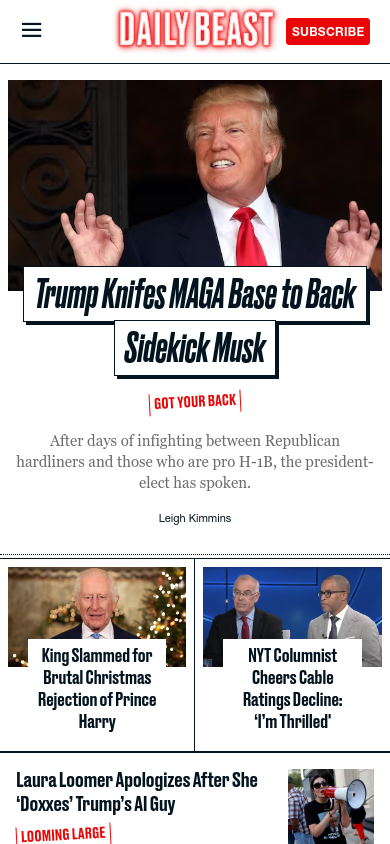 DAILY BEAST
SUBSCRIBE
Trump Knifes MAGA Base to Back
Sidekick Musk
GOT YOUR BACK
After days of infighting between Republican
hardliners and those who are pro H-1B, the president-
elect has spoken.
Leigh Kimmins
King Slammed for
Brutal Christmas
Rejection of Prince
Harry
NYT Columnist
Cheers Cable
Ratings Decline:
‘I’m Thrilled'
Laura Loomer Apologizes After She
‘Doxxes’ Trump’s AI Guy
LOOMING LARGE